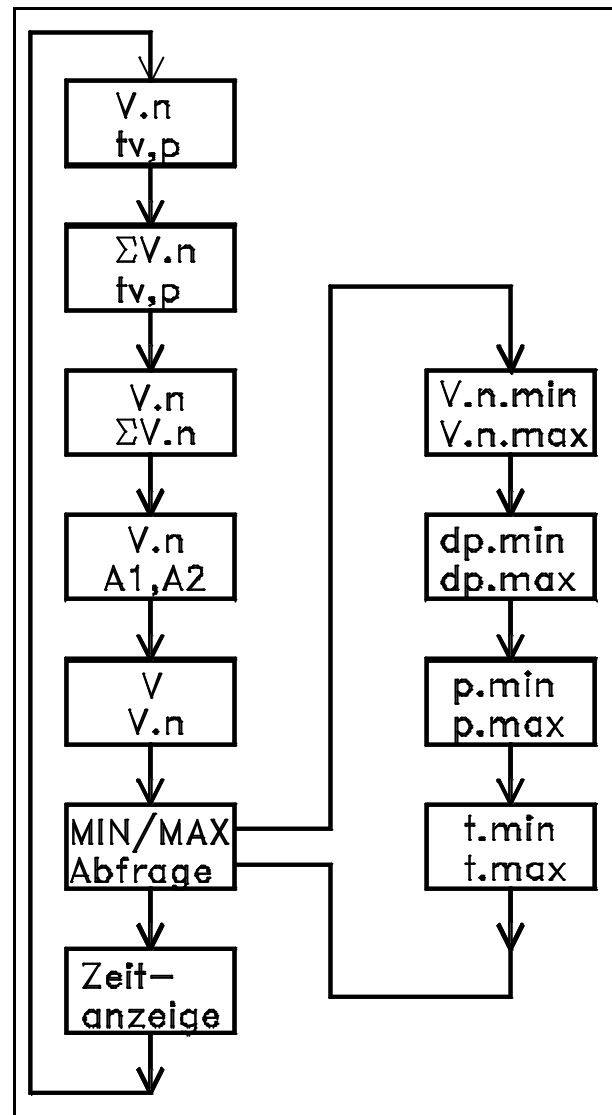 V.n
tv,p
ΣV.n
tv,p
V.n
ΣV.n
V.n
A1,A2
V
V.n
MIN/MAX
Abfrage
Zeit-
anzeige
V.n.min
V.n.max
dp.min
dp.max
p.min
p.max
t.min
t.max